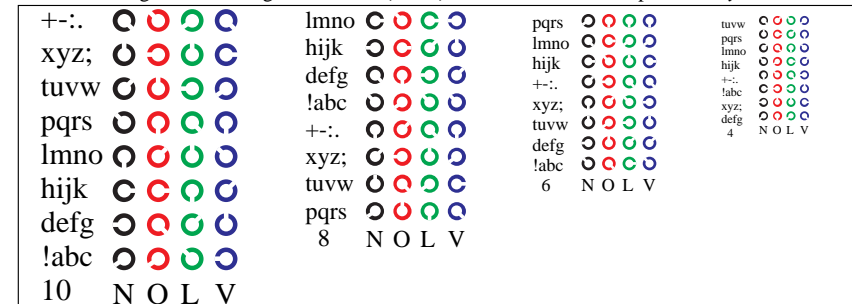 +-:.
xyz;
tuvw
pqrs
lmno
hijk
defg
!abc
10 N O L V
lmno
hijk
defg
!abc
+-:.
xyz;
tuvw
pqrs
8 N O L V
pqrs
lmno
hijk
+-:.
xyz;
tuvw
defg
!abc
6 N O L V
tuvw
pqrs
lmno
hijk
+-:.
!abc
xyz;
defg
4 N O L V